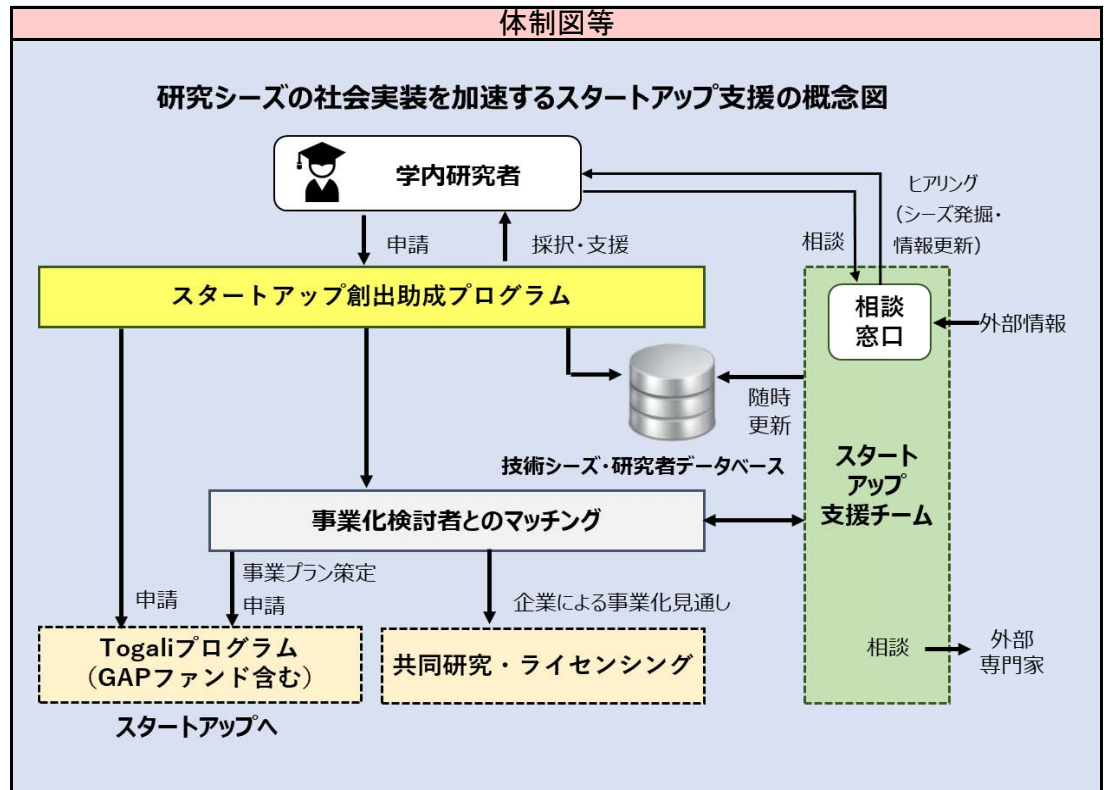 体制図等
研究シーズの社会実装を加速するスタートアップ支援の概念図
学内研究者
ヒアリング
(シーズ発掘・
情報更新)
申請
採択・支援
相談
スタートアップ創出助成プログラム
相談
窓口
外部情報
随時
更新
技術シーズ・研究者データベース
スタート
アップ
支援チーム
事業化検討者とのマッチング
事業プラン策定
申請
申請
企業による事業化見通し
Togaliプログラム
(GAPファンド含む)
共同研究・ライセンシング
相談
外部
専門家
スタートアップへ